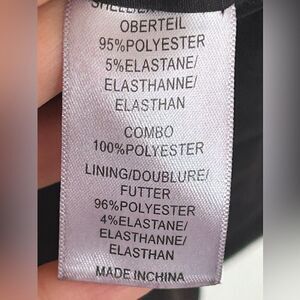 OBERTEIL
95%POLYESTER
5%ELASTANE/
ELASTHANNE/
ELASTHAN
COMBO
100%POLYESTER
LINING/DOUBLURE/
FUTTER
96%POLYESTER
4%ELASTANE/
ELASTHANNE/
ELASTHAN
MADE INCHINA